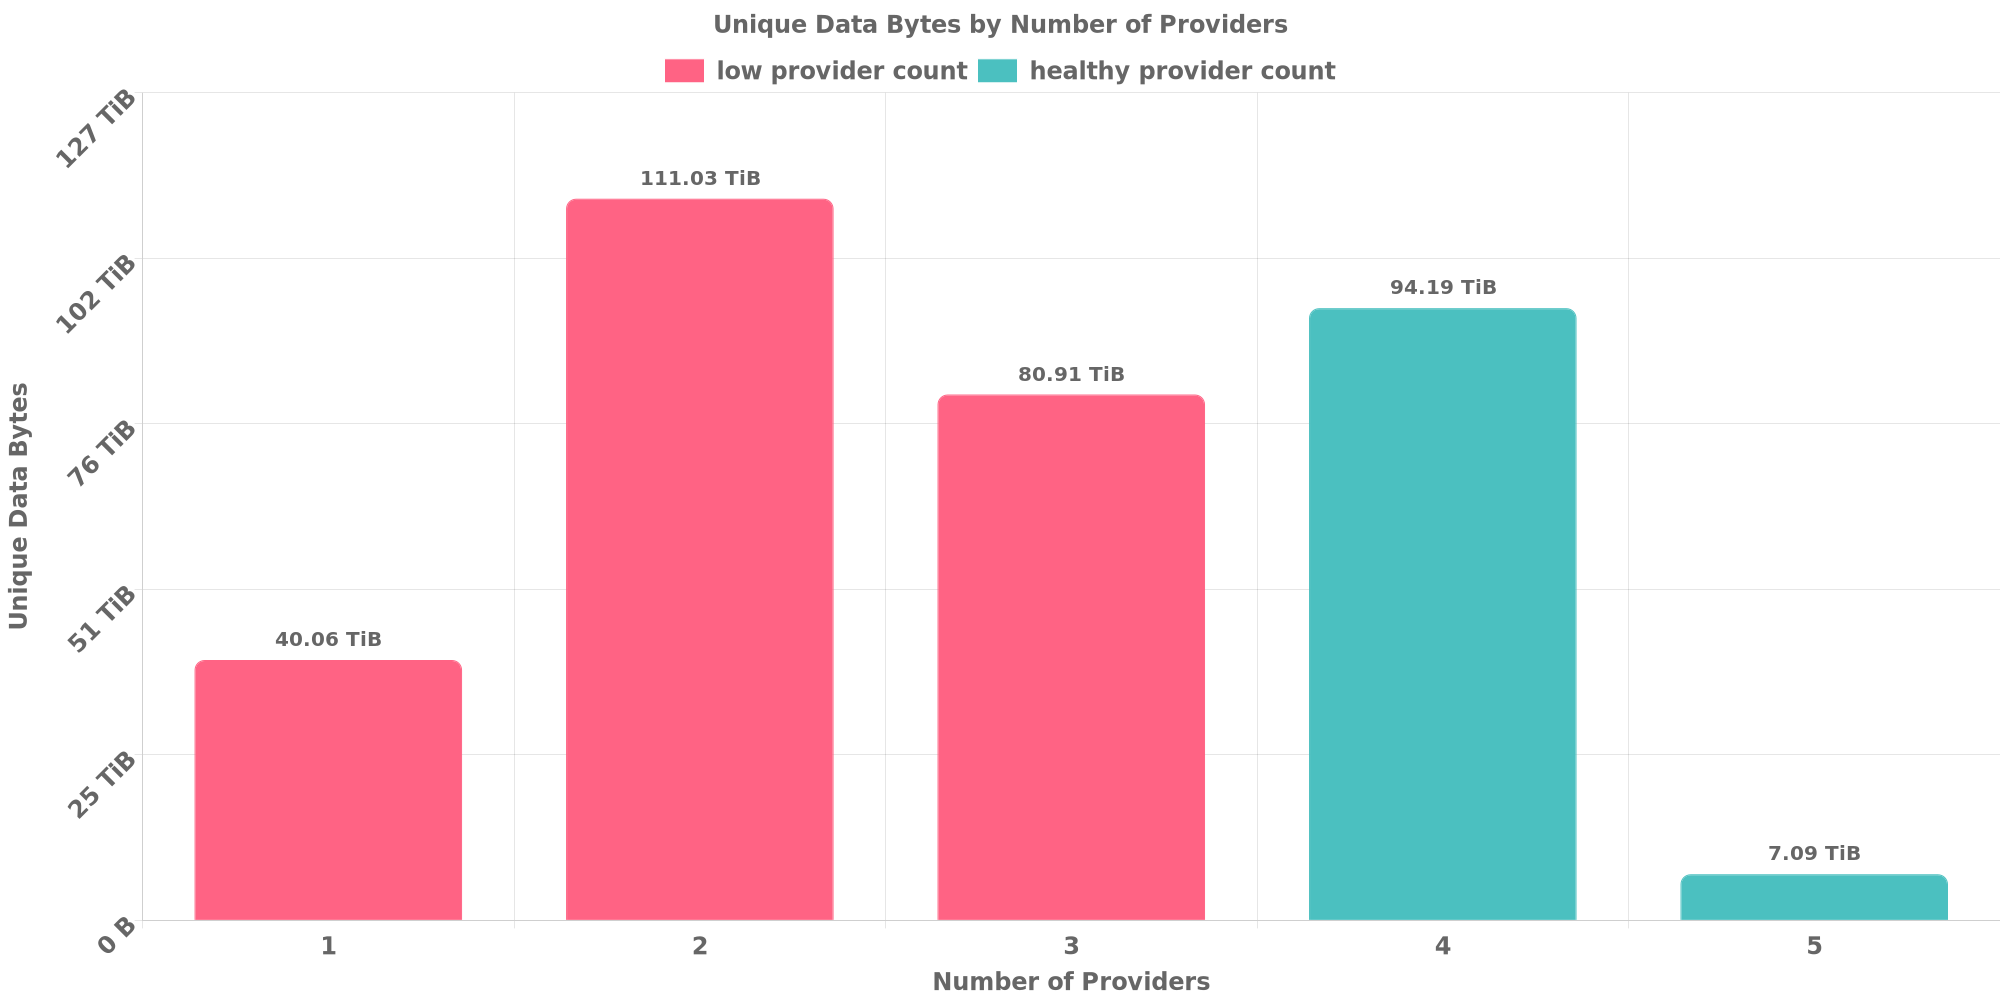 Unique Data Bytes by Number of Providers
low provider count healthy provider count
127 TiB
102 TiB
76 TiB
51 TiB
25 TiB
0 B
Unique Data Bytes
40.06 TiB
111.03 TiB
80.91 TiB
94.19 TiB
7.09 TiB
1 2 3 4 5
Number of Providers